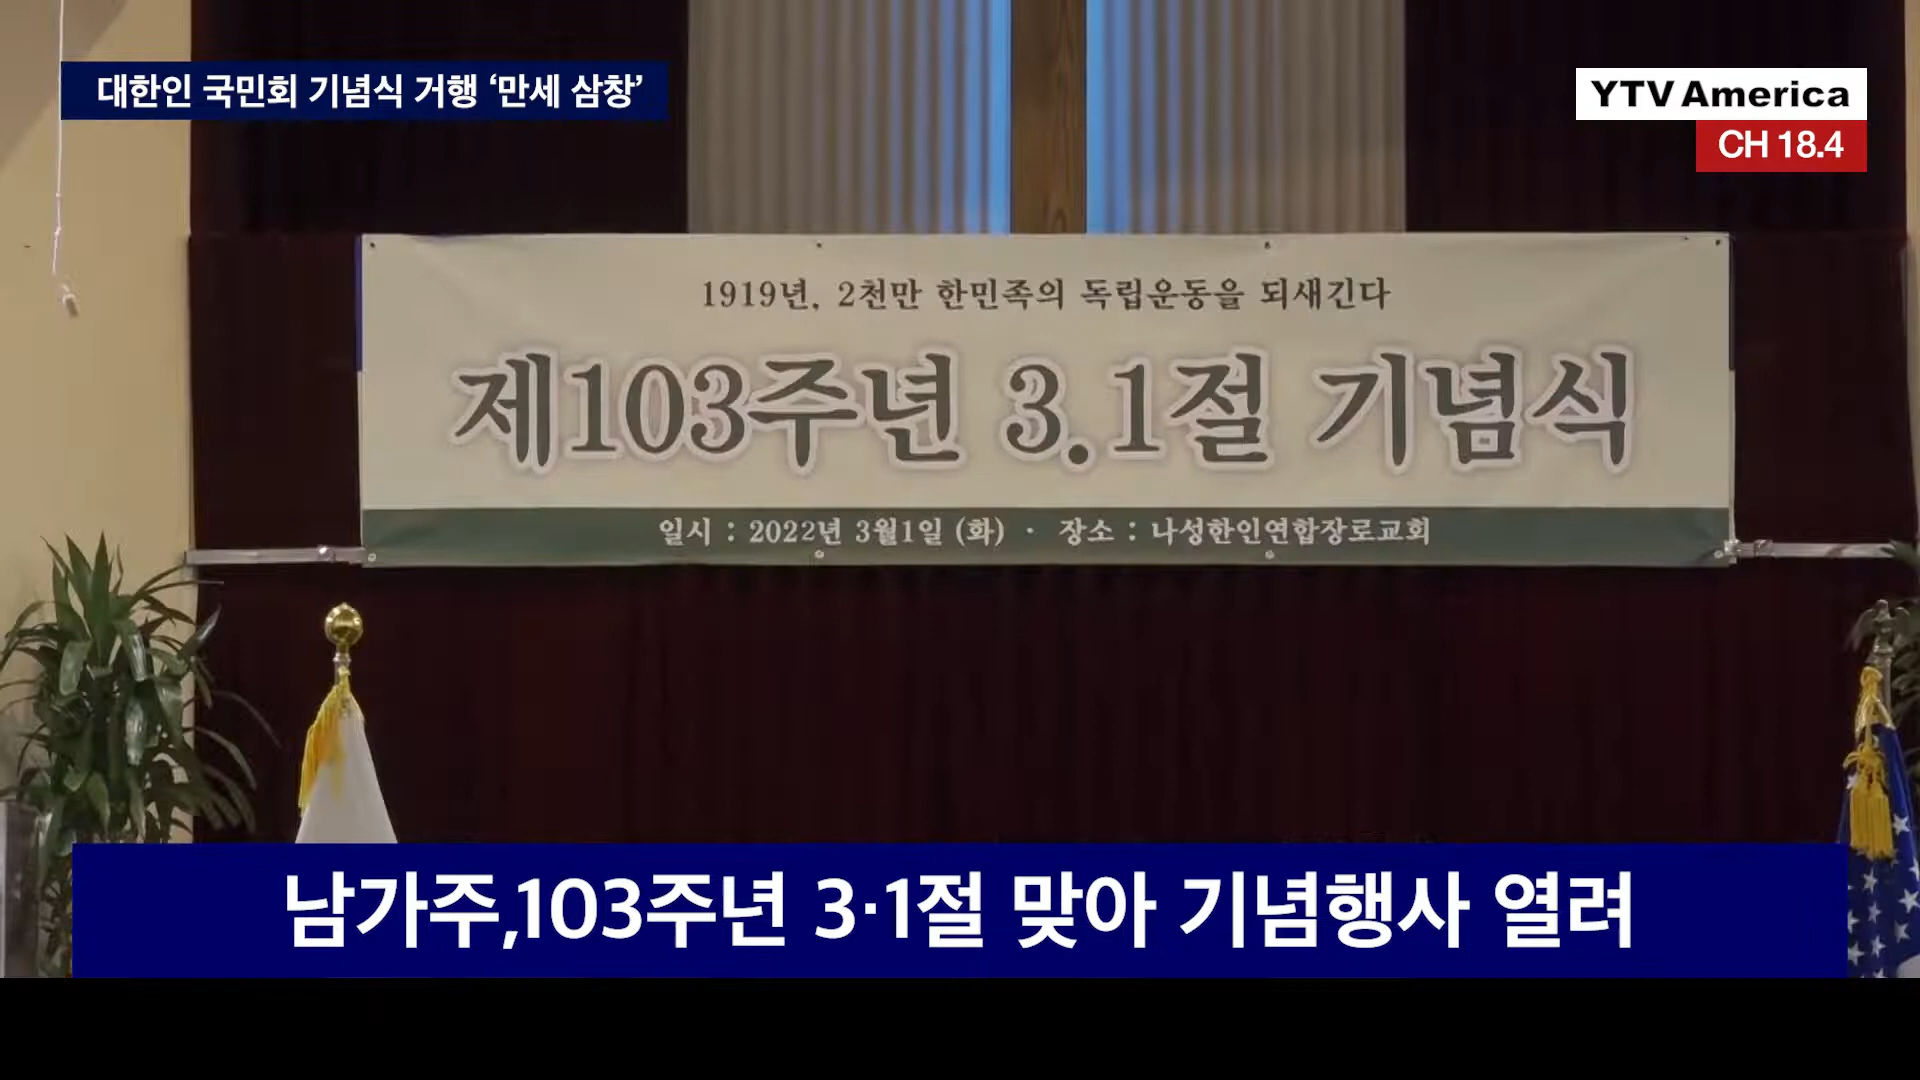 대한인 국민회 기념식 거행 ‘만세 삼창’
YTV America
CH 18.4
1919년, 2천만 한민족의 독립운동을 되새긴다
제103주년 3.1절 기념식
일시 : 2022년 3월1일 (화) · 장소 : 나성한인연합장로교회
남가주,103주년 3·1절 맞아 기념행사 열려